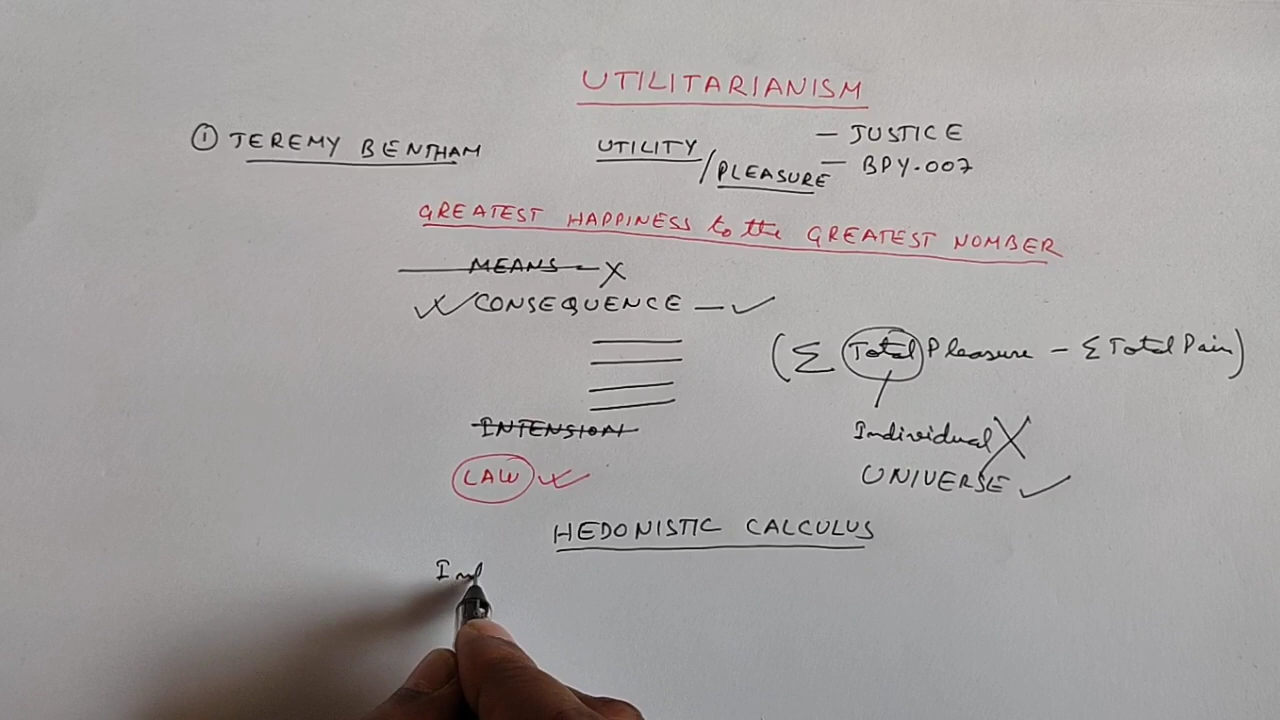 UTILITARIANISM
① JEREMY BENTHAM
UTILITY
/PLEASURE
— JUSTICE
— BPY-007
GREATEST HAPPINESS to the GREATEST NOMBER
MEANS X
CONSEQUENCE — ✓
(Σ Total Pleasure — Σ Total Pain)
INTENSION
Individual X
LAW
UNIVERSE ✓
HEDONISTIC CALCULUS